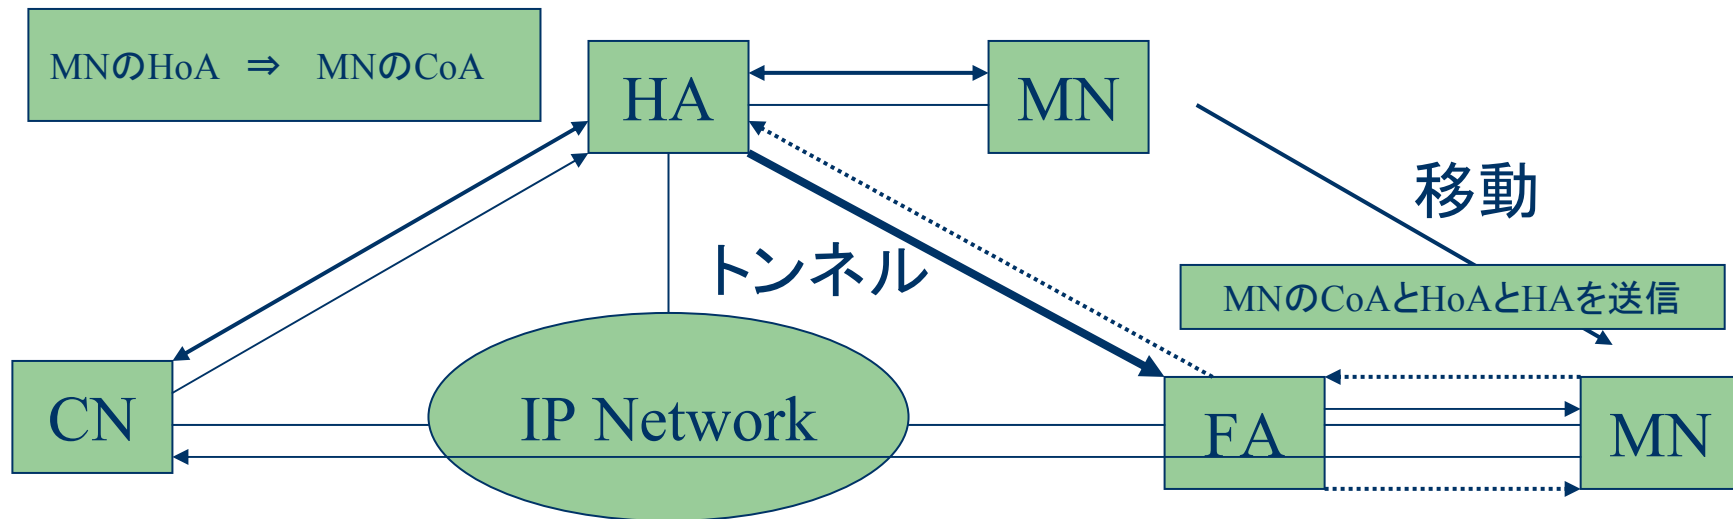 MNのHoA ⇒ MNのCoA
HA
MN
移動
トンネル
MNのCoAとHoAとHAを送信
CN
IP Network
FA
MN